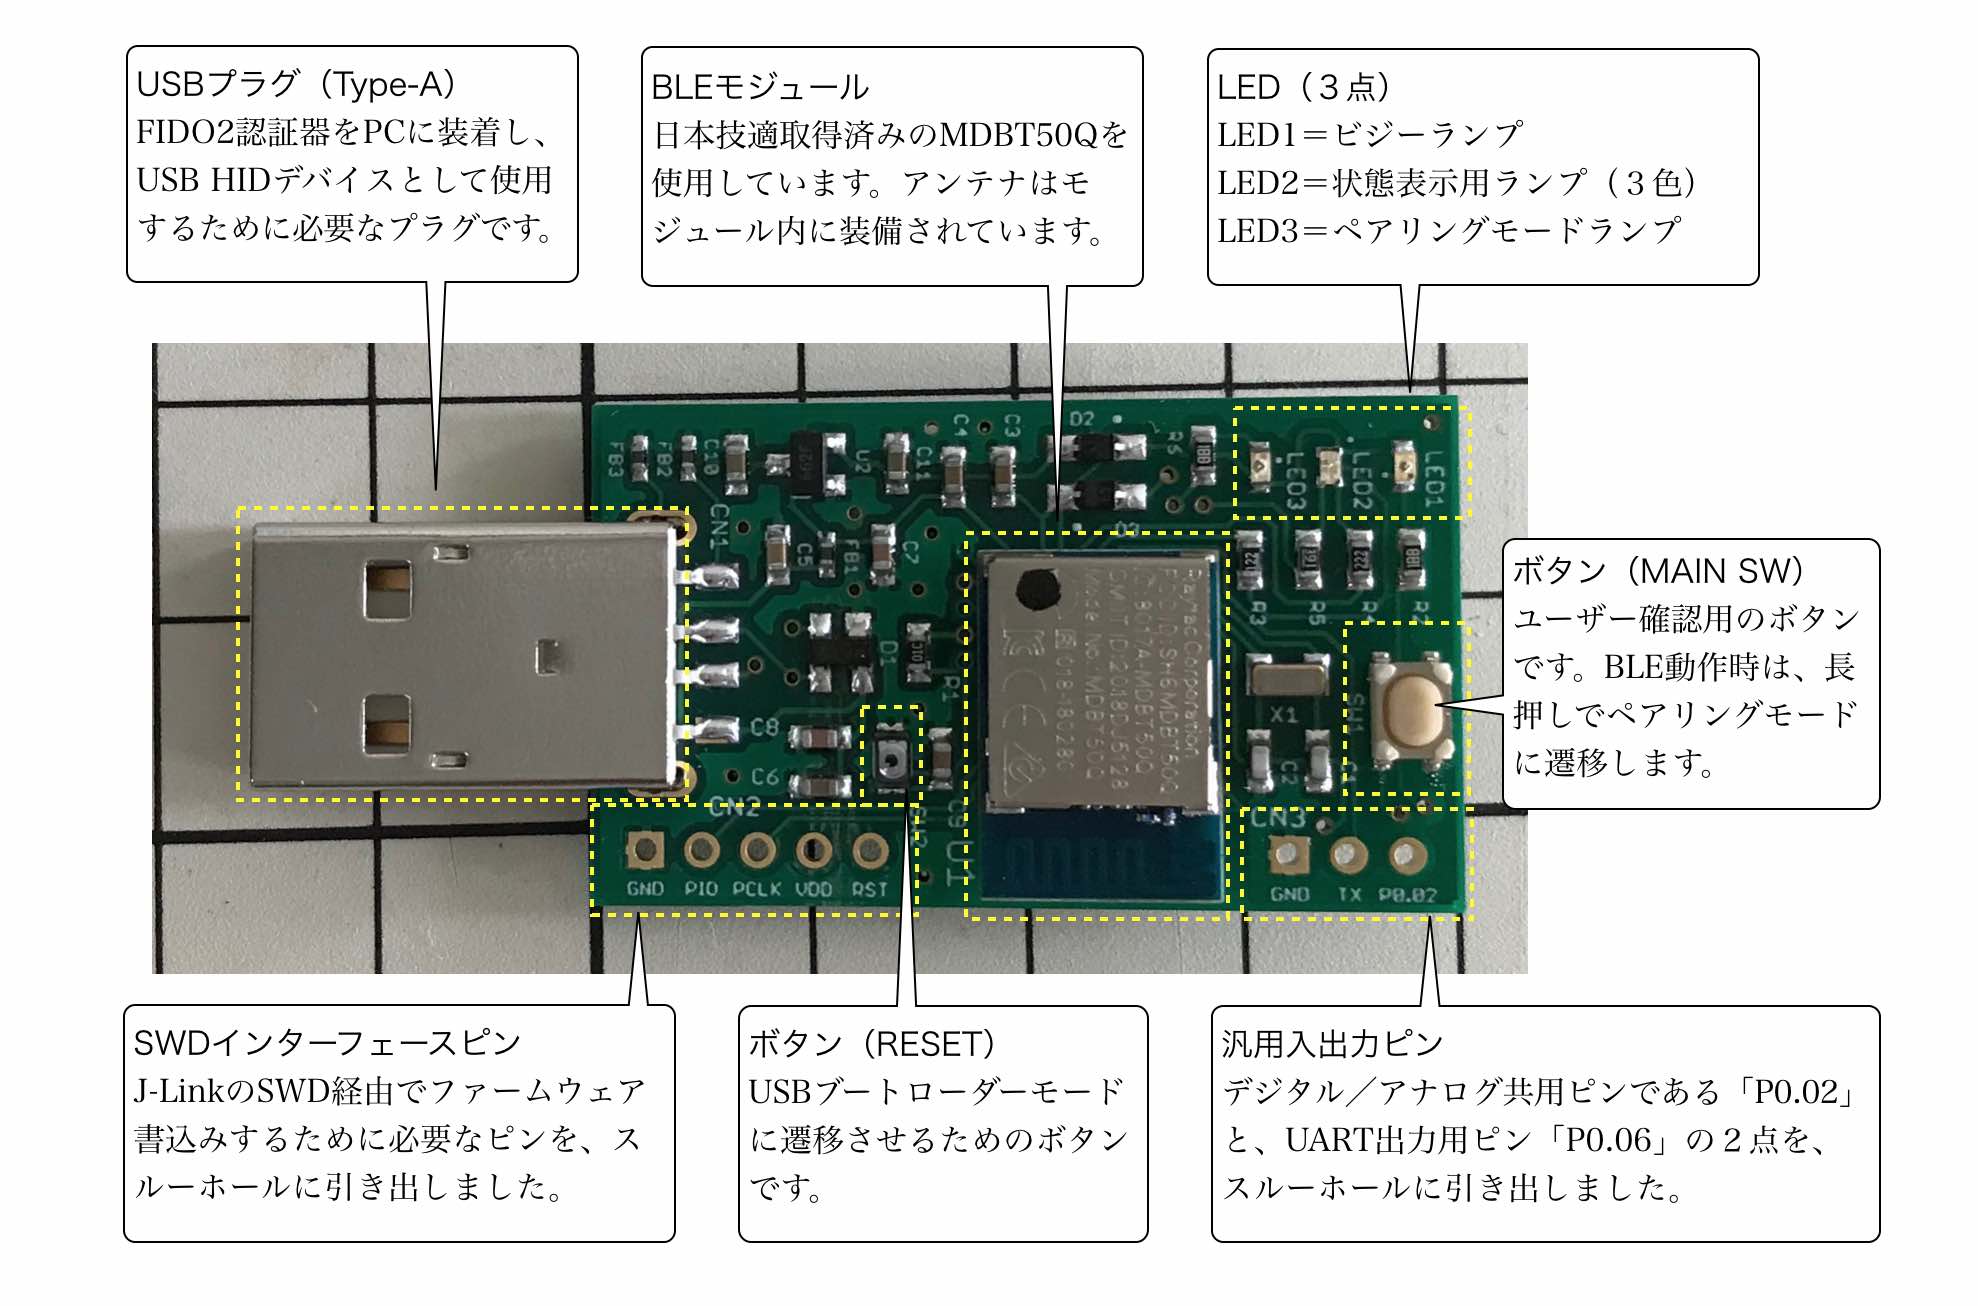 USBプラグ（Type-A）
FIDO2認証器をPCに装着し、
USB HIDデバイスとして使用
するために必要なプラグです。
BLEモジュール
日本技適取得済みのMDBT50Qを
使用しています。アンテナはモ
ジュール内に装備されています。
LED（３点）
LED1＝ビジーランプ
LED2＝状態表示用ランプ（３色）
LED3＝ペアリングモードランプ
ボタン（MAIN SW）
ユーザー確認用のボタン
です。BLE動作時は、長
押しでペアリングモード
に遷移します。
FB3
FB2
C10
U2
C11
C4
C3
D2
R6
LED3
LED2
LED1
CN1
C5
FB1
C7
D3
R3
R5
R4
D1
R1
C8
C6
X1
SW1
C2
CN2
C9
U1
CN3
GND PIO PCLK VDD RST
GND TX P0.02
Raytac Corporation
Model No:MDBT50Q
SWDインターフェースピン
J-LinkのSWD経由でファームウェア
書込みするために必要なピンを、ス
ルーホールに引き出しました。
ボタン（RESET）
USBブートローダーモード
に遷移させるためのボタン
です。
汎用入出力ピン
デジタル／アナログ共用ピンである「P0.02」
と、UART出力用ピン「P0.06」の２点を、
スルーホールに引き出しました。